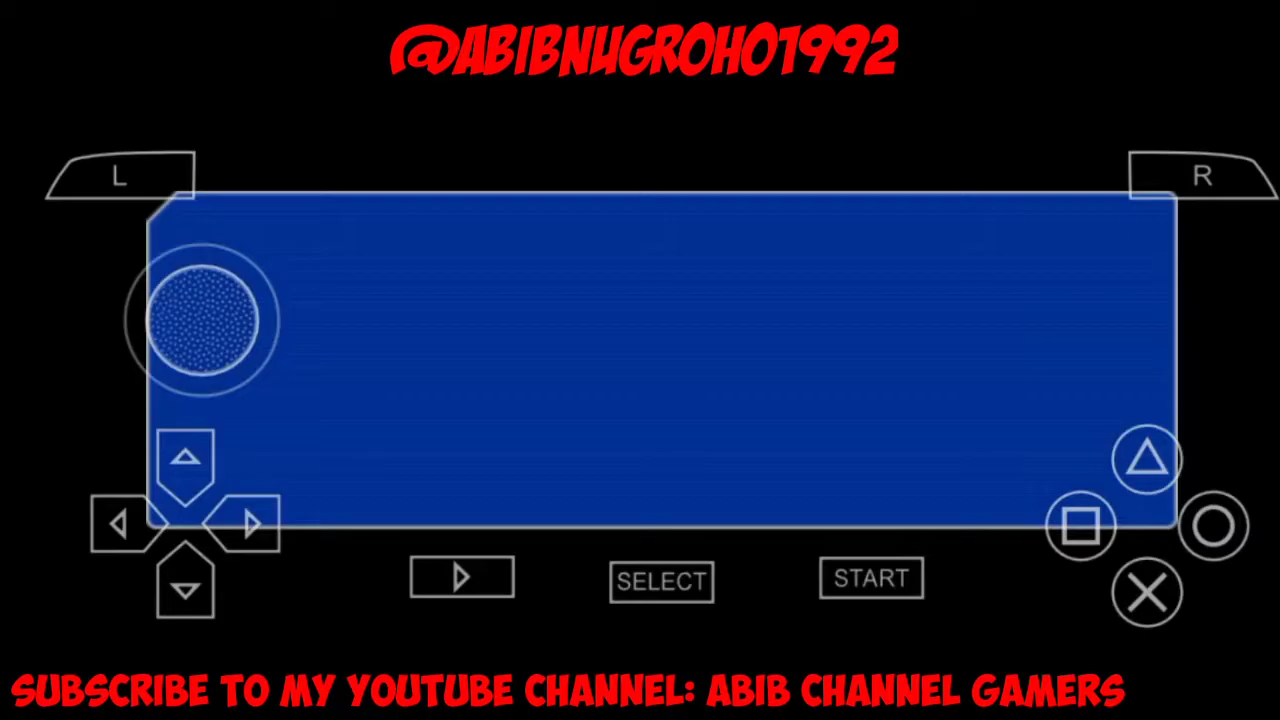 @ABIBNUGROHO1992
L
R
SELECT
START
SUBSCRIBE TO MY YOUTUBE CHANNEL: ABIB CHANNEL GAMERS